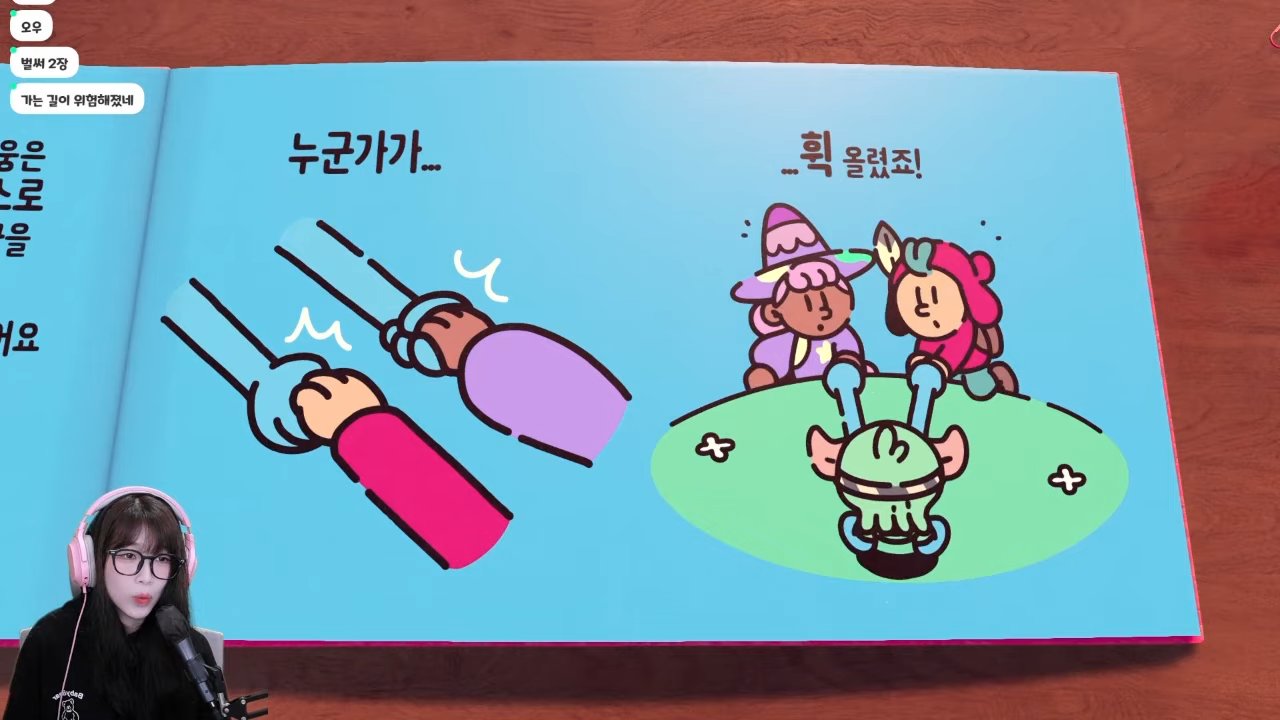 오우
벌써 2장
가는 길이 위험해졌네
누군가가...
...휙 올렸죠!